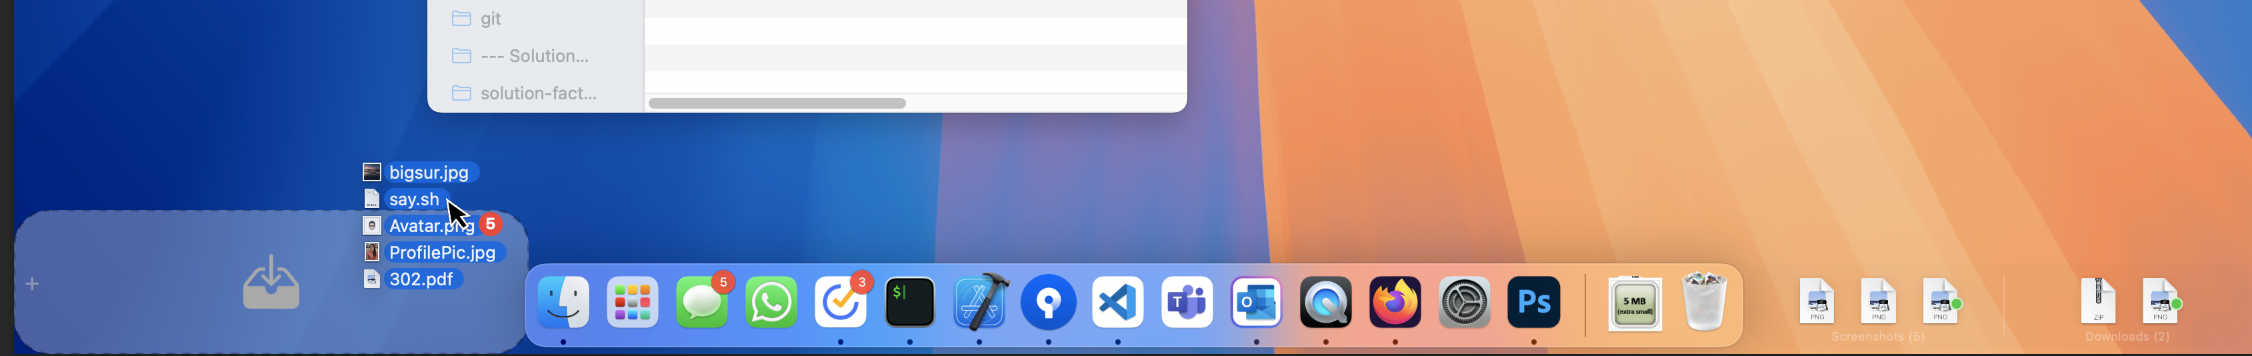 git
--- Solution...
solution-fact...
bigsur.jpg
say.sh
Avatar.png
5
ProfilePic.jpg
302.pdf
+
5
3
$
5 MB
(extra small)
Ps
PNG
PNG
PNG
Screenshots (5)
ZIP
PNG
Downloads (2)